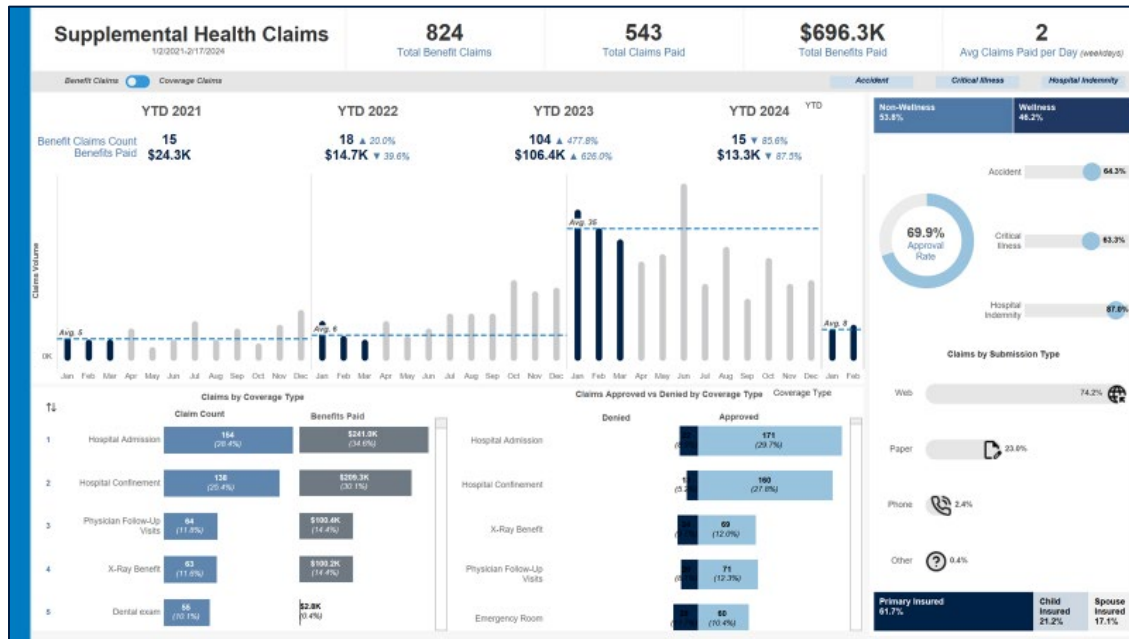 Supplemental Health Claims
1/2/2021-2/17/2024
824
Total Benefit Claims
543
Total Claims Paid
$696.3K
Total Benefits Paid
2
Avg Claims Paid per Day (weekdays)
Benefit Claims
Coverage Claims
Accident
Critical Illness
Hospital Indemnity
YTD 2021
YTD 2022
YTD 2023
YTD 2024
YTD
Benefit Claims Count
15
18 ▲ 20.0%
104 ▲ 477.8%
15 ▼ 85.6%
Benefits Paid
$24.3K
$14.7K ▼ 39.6%
$106.4K ▲ 626.0%
$13.3K ▼ 87.5%
Claims Volume
0K
Avg. 5
Avg. 6
Avg. 35
Avg. 8
Jan Feb Mar Apr May Jun Jul Aug Sep Oct Nov Dec Jan Feb Mar Apr May Jun Jul Aug Sep Oct Nov Dec Jan Feb Mar Apr May Jun Jul Aug Sep Oct Nov Dec Jan Feb
Non-Wellness
53.8%
Wellness
46.2%
69.9%
Approval
Rate
Accident
64.3%
Critical
Illness
63.3%
Hospital
Indemnity
87.0%
Claims by Submission Type
Web
74.2%
Paper
23.0%
Phone
2.4%
Other
0.4%
Primary Insured
61.7%
Child
Insured
21.2%
Spouse
Insured
17.1%
Claims by Coverage Type
Claim Count
Benefits Paid
1
Hospital Admission
154
(28.4%)
$241.0K
(34.6%)
2
Hospital Confinement
138
(25.4%)
$209.3K
(30.1%)
3
Physician Follow-Up
Visits
64
(11.8%)
$100.4K
(14.4%)
4
X-Ray Benefit
63
(11.6%)
$100.2K
(14.4%)
5
Dental exam
55
(10.1%)
$2.8K
(0.4%)
Claims Approved vs Denied by Coverage Type
Coverage Type
Denied
Approved
Hospital Admission
171
(29.7%)
Hospital Confinement
160
(27.8%)
X-Ray Benefit
69
(12.0%)
Physician Follow-Up
Visits
71
(12.3%)
Emergency Room
60
(10.4%)